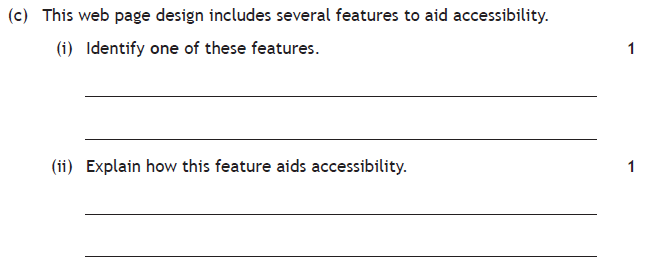 (c) This web page design includes several features to aid accessibility.
(i) Identify one of these features. 1
(ii) Explain how this feature aids accessibility. 1